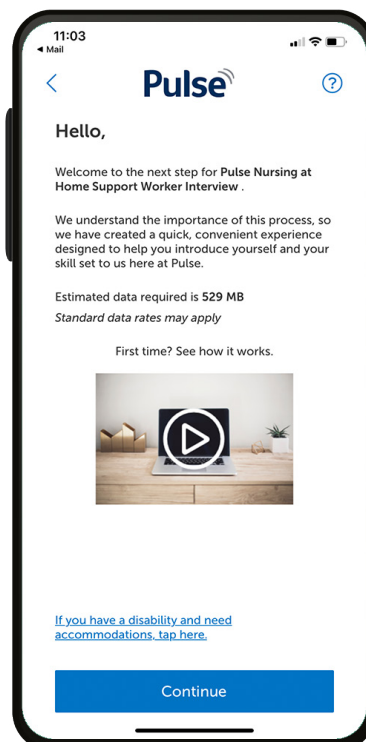 11:03
Mail
Pulse
?
Hello,
Welcome to the next step for Pulse Nursing at
Home Support Worker Interview .
We understand the importance of this process, so
we have created a quick, convenient experience
designed to help you introduce yourself and your
skill set to us here at Pulse.
Estimated data required is 529 MB
Standard data rates may apply
First time? See how it works.
If you have a disability and need
accommodations, tap here.
Continue